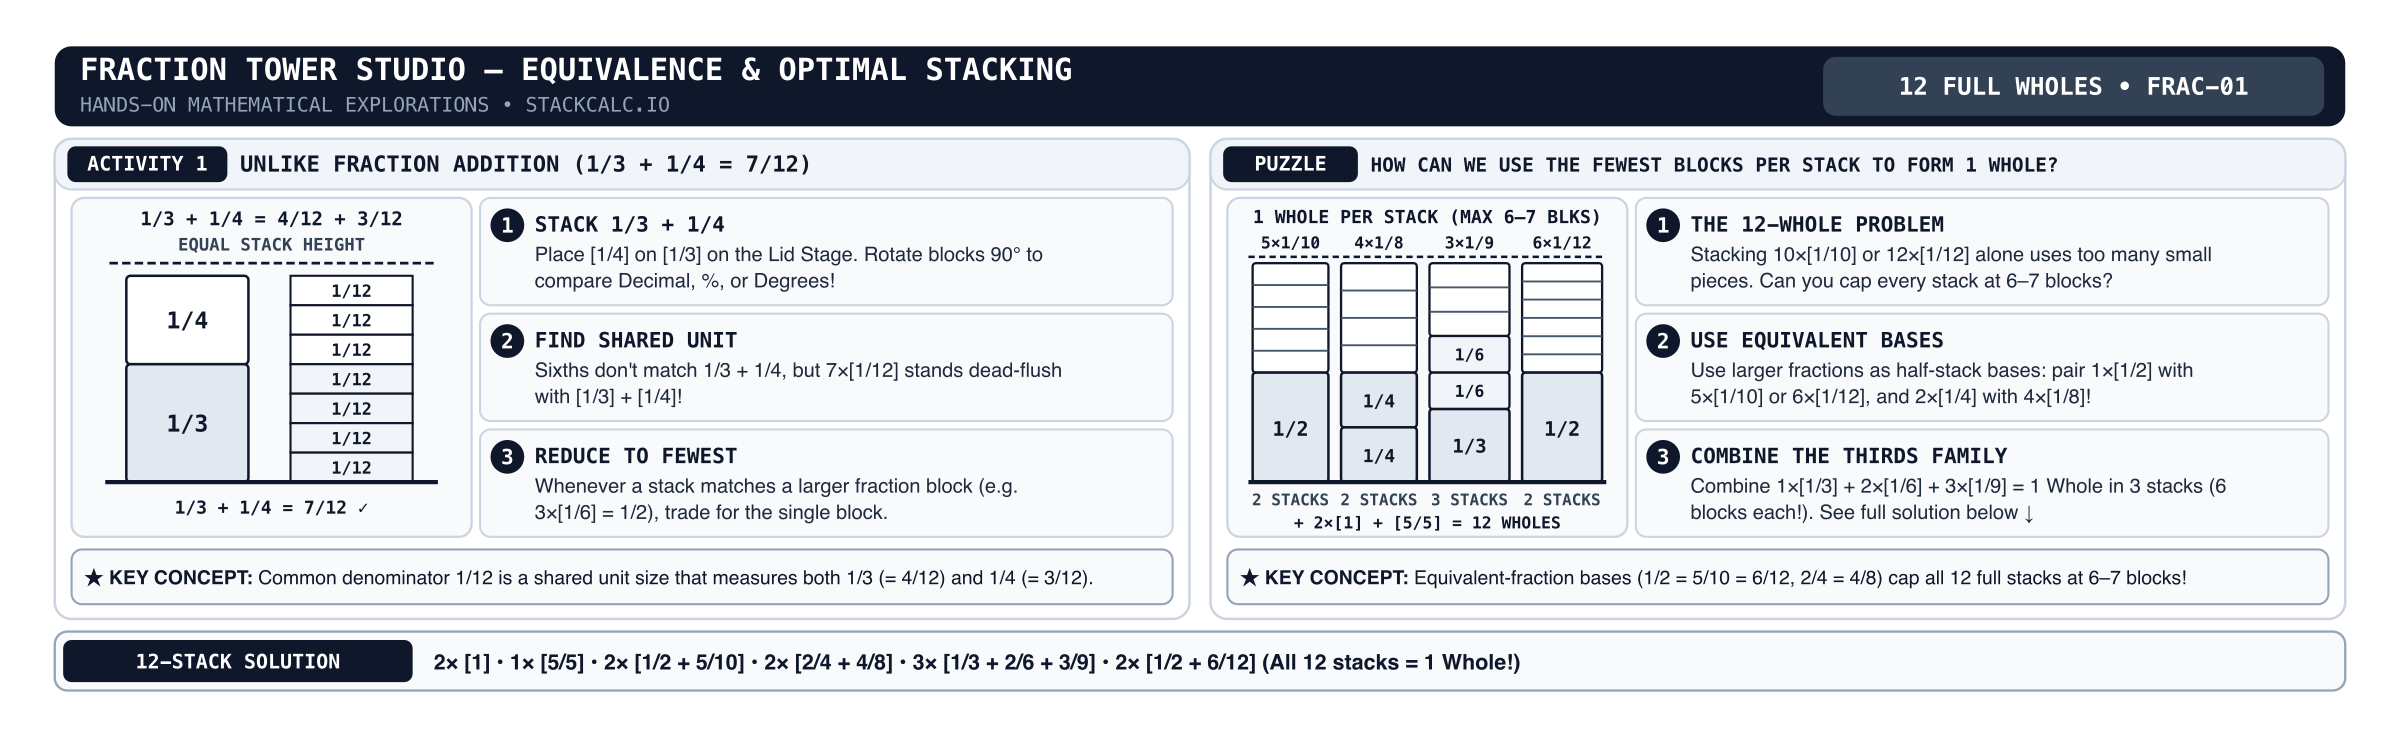 FRACTION TOWER STUDIO — EQUIVALENCE & OPTIMAL STACKING
HANDS-ON MATHEMATICAL EXPLORATIONS • STACKCALC.IO
12 FULL WHOLES • FRAC-01
ACTIVITY 1
UNLIKE FRACTION ADDITION (1/3 + 1/4 = 7/12)
1/3 + 1/4 = 4/12 + 3/12
EQUAL STACK HEIGHT
1/4
1/3
1/12
1/12
1/12
1/12
1/12
1/12
1/12
1/3 + 1/4 = 7/12 ✓
1 STACK 1/3 + 1/4
Place [1/4] on [1/3] on the Lid Stage. Rotate blocks 90° to
compare Decimal, %, or Degrees!
2 FIND SHARED UNIT
Sixths don't match 1/3 + 1/4, but 7×[1/12] stands dead-flush
with [1/3] + [1/4]!
3 REDUCE TO FEWEST
Whenever a stack matches a larger fraction block (e.g.
3×[1/6] = 1/2), trade for the single block.
★ KEY CONCEPT: Common denominator 1/12 is a shared unit size that measures both 1/3 (= 4/12) and 1/4 (= 3/12).
PUZZLE
HOW CAN WE USE THE FEWEST BLOCKS PER STACK TO FORM 1 WHOLE?
1 WHOLE PER STACK (MAX 6–7 BLKS)
5×1/10 4×1/8 3×1/9 6×1/12
1/2
1/4
1/4
1/6
1/6
1/3
1/2
2 STACKS 2 STACKS 3 STACKS 2 STACKS
+ 2×[1] + [5/5] = 12 WHOLES
1 THE 12-WHOLE PROBLEM
Stacking 10×[1/10] or 12×[1/12] alone uses too many small
pieces. Can you cap every stack at 6–7 blocks?
2 USE EQUIVALENT BASES
Use larger fractions as half-stack bases: pair 1×[1/2] with
5×[1/10] or 6×[1/12], and 2×[1/4] with 4×[1/8]!
3 COMBINE THE THIRDS FAMILY
Combine 1×[1/3] + 2×[1/6] + 3×[1/9] = 1 Whole in 3 stacks (6
blocks each!). See full solution below ↓
★ KEY CONCEPT: Equivalent-fraction bases (1/2 = 5/10 = 6/12, 2/4 = 4/8) cap all 12 full stacks at 6–7 blocks!
12-STACK SOLUTION
2× [1] · 1× [5/5] · 2× [1/2 + 5/10] · 2× [2/4 + 4/8] · 3× [1/3 + 2/6 + 3/9] · 2× [1/2 + 6/12] (All 12 stacks = 1 Whole!)